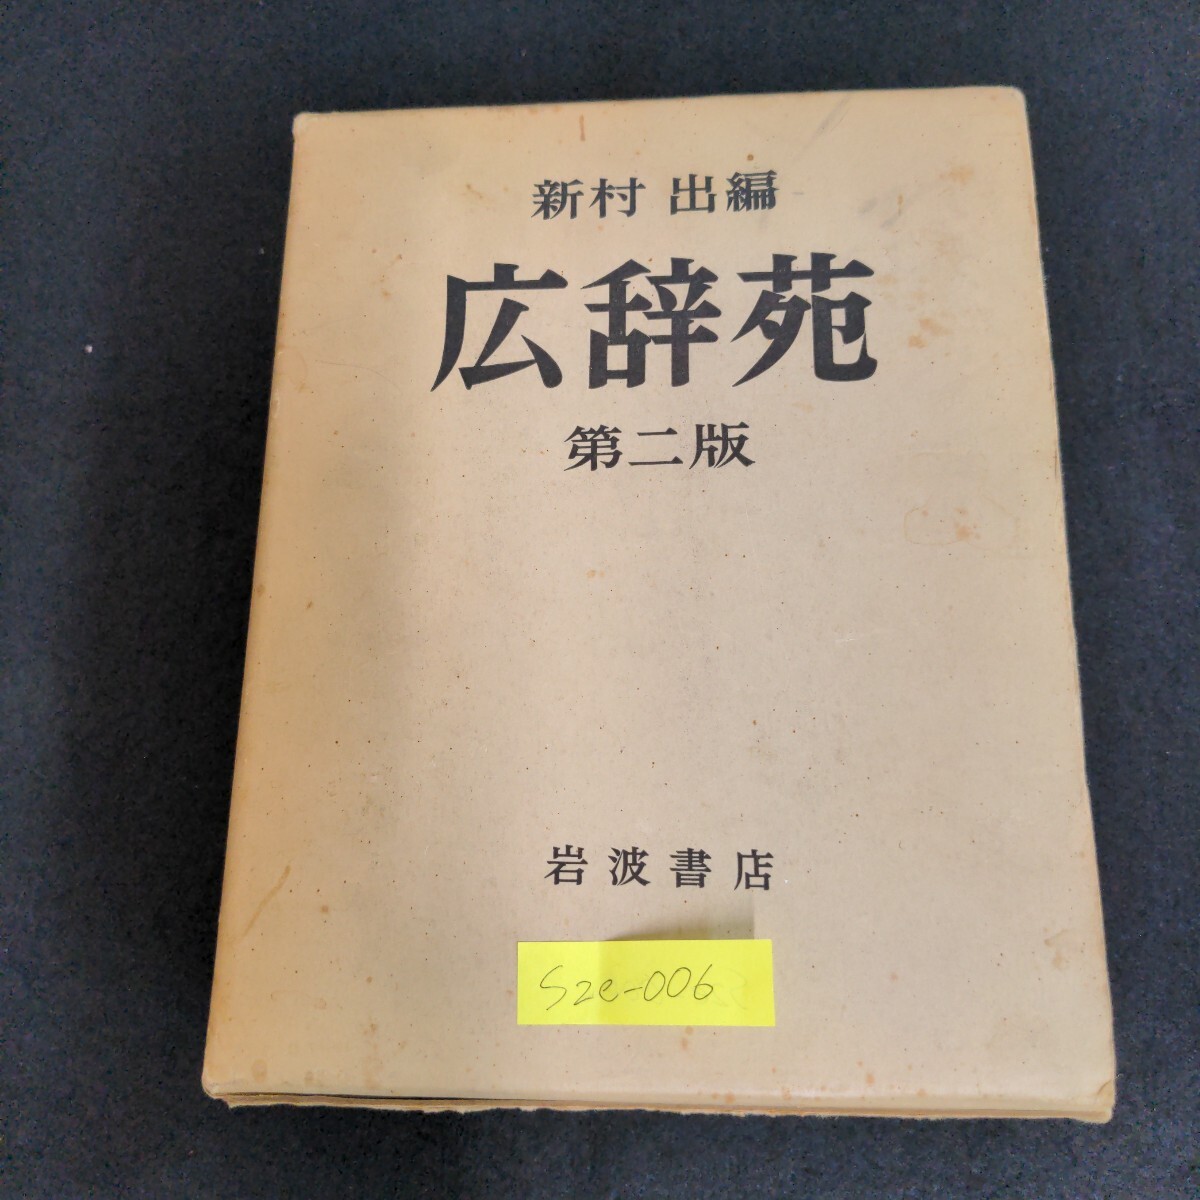 新村 出編
広辞苑
第二版
岩波書店
S2e-006